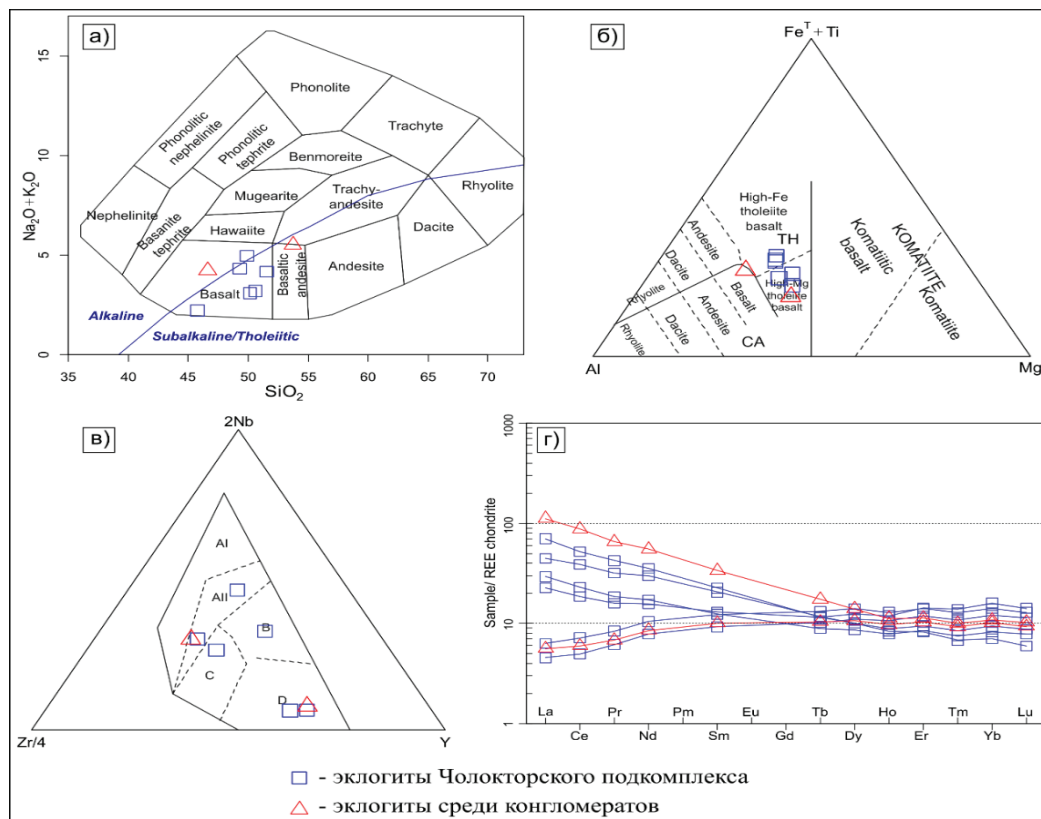 а)
Na₂O+K₂O
15
10
5
0
35
40
45
50
55
60
65
70
SiO₂
Phonolite
Phonolitic
nephelinite
Phonolitic
tephrite
Trachyte
Benmoreite
Rhyolite
Mugearite
Trachy-
andesite
Nephelinite
Basanite
tephrite
Hawaiite
Dacite
Basalt
Basaltic
andesite
Andesite
Alkaline
Subalkaline/Tholeiitic
б)
Feᵀ + Ti
High-Fe
tholeiite
basalt
TH
Andesite
Dacite
Rhyolite
High-Mg
tholeiite
basalt
Basalt
Andesite
Dacite
Rhyolite
CA
Komatiitic
basalt
KOMATIITE
Komatiite
Al
Mg
в)
2Nb
AI
AII
B
C
D
Zr/4
Y
г)
Sample/ REE chondrite
1000
100
10
1
La
Pr
Pm
Eu
Tb
Ho
Tm
Lu
Ce
Nd
Sm
Gd
Dy
Er
Yb
- эклогиты Чолокторского подкомплекса
- эклогиты среди конгломератов